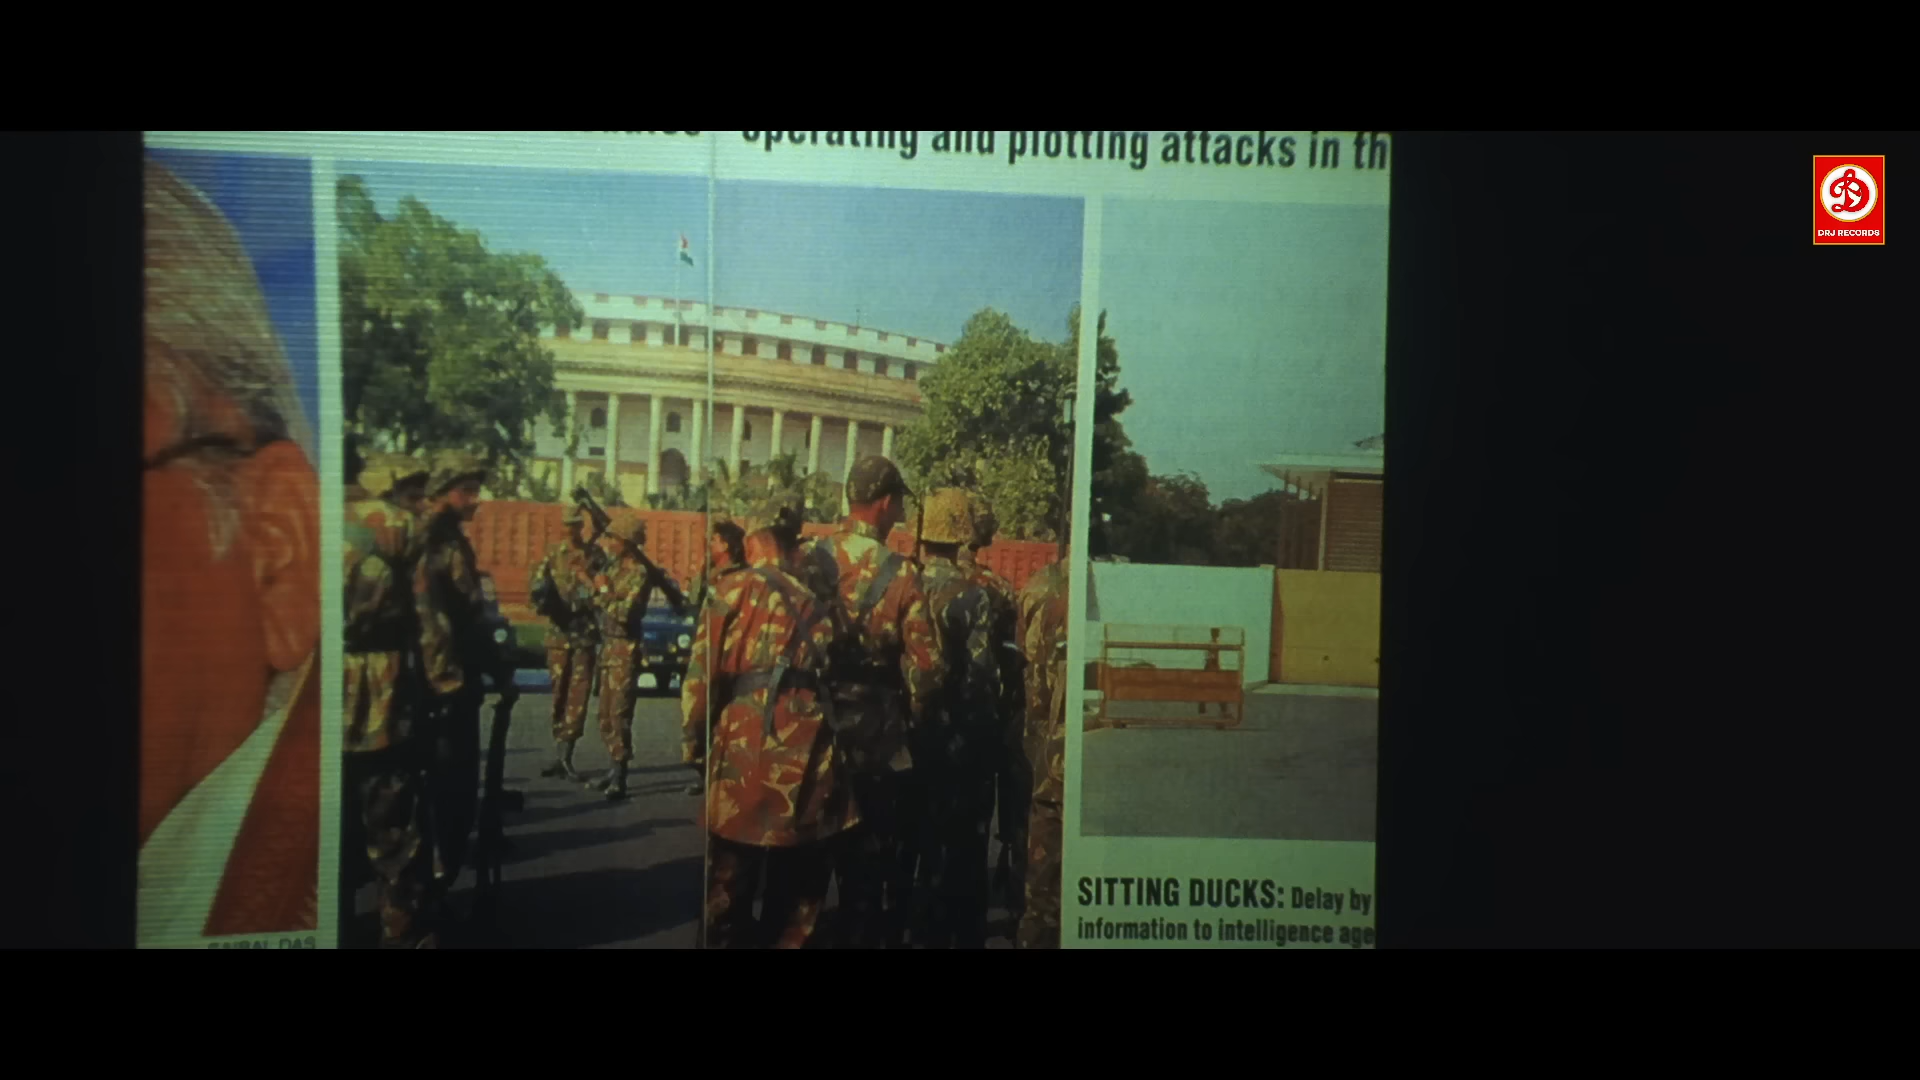 operating and plotting attacks in th
DRJ RECORDS
SITTING DUCKS: Delay by
information to intelligence age